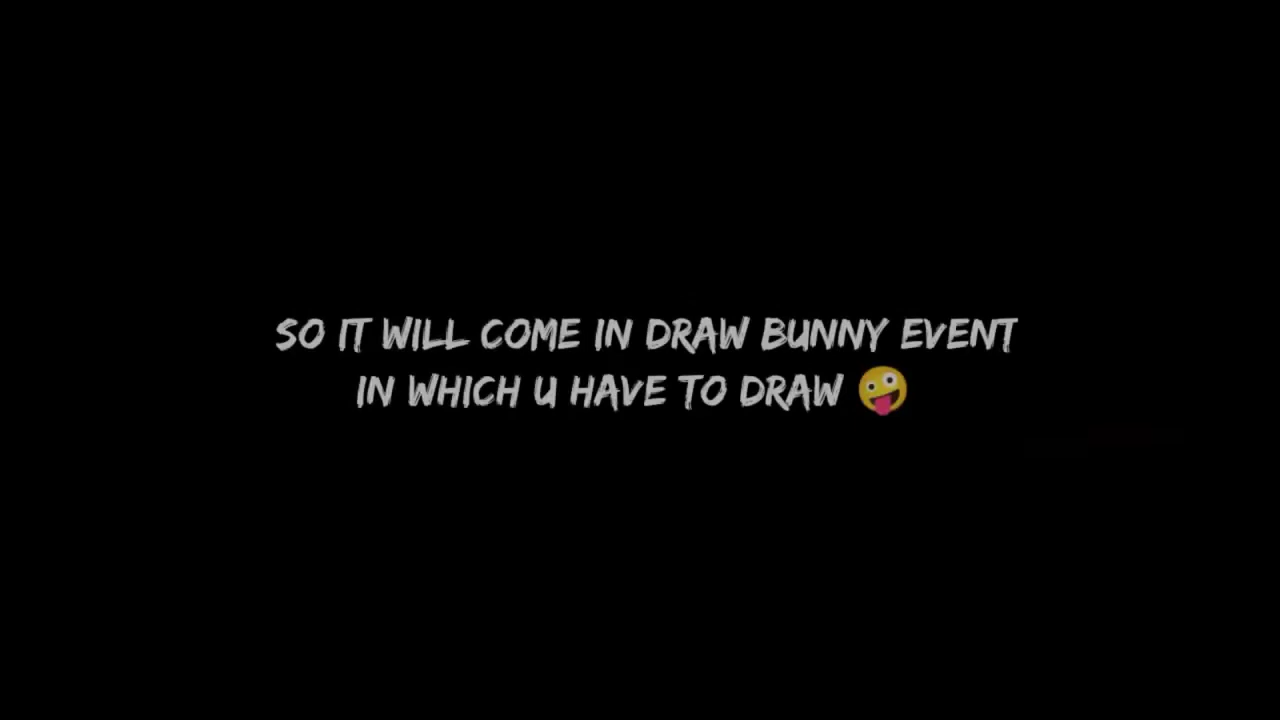 SO IT WILL COME IN DRAW BUNNY EVENT
IN WHICH U HAVE TO DRAW 🤪